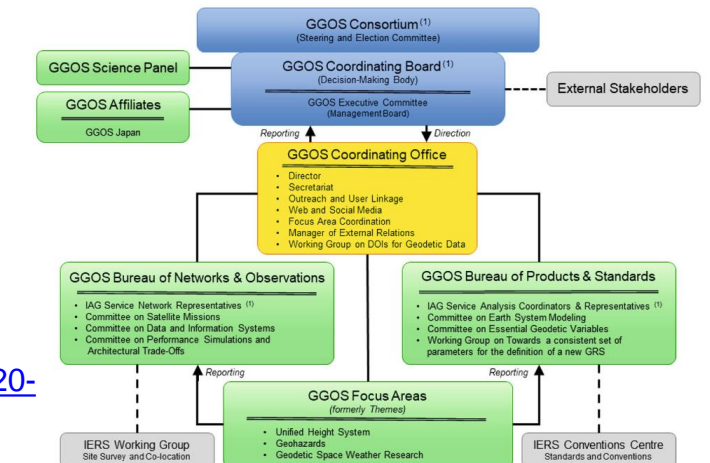 GGOS Consortium (1)
(Steering and Election Committee)
GGOS Science Panel
GGOS Coordinating Board (1)
(Decision-Making Body)
GGOS Executive Committee
(Management Board)
External Stakeholders
GGOS Affiliates
GGOS Japan
Reporting
Direction
GGOS Coordinating Office
• Director
• Secretariat
• Outreach and User Linkage
• Web and Social Media
• Focus Area Coordination
• Manager of External Relations
• Working Group on DOIs for Geodetic Data
GGOS Bureau of Networks & Observations
• IAG Service Network Representatives (1)
• Committee on Satellite Missions
• Committee on Data and Information Systems
• Committee on Performance Simulations and
Architectural Trade-Offs
GGOS Bureau of Products & Standards
• IAG Service Analysis Coordinators & Representatives (1)
• Committee on Earth System Modeling
• Committee on Essential Geodetic Variables
• Working Group on Towards a consistent set of
parameters for the definition of a new GRS
20-
Reporting
Reporting
GGOS Focus Areas
(formerly Themes)
• Unified Height System
• Geohazards
• Geodetic Space Weather Research
IERS Working Group
Site Survey and Co-location
IERS Conventions Centre
Standards and Conventions